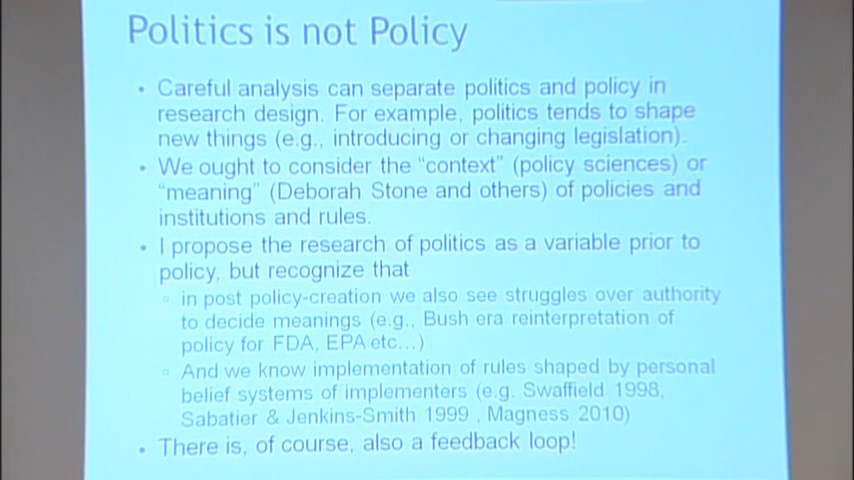 Politics is not Policy
• Careful analysis can separate politics and policy in
research design. For example, politics tends to shape
new things (e.g., introducing or changing legislation).
• We ought to consider the “context” (policy sciences) or
“meaning” (Deborah Stone and others) of policies and
institutions and rules.
• I propose the research of politics as a variable prior to
policy, but recognize that
▫ in post policy-creation we also see struggles over authority
to decide meanings (e.g., Bush era reinterpretation of
policy for FDA, EPA etc...)
▫ And we know implementation of rules shaped by personal
belief systems of implementers (e.g. Swaffield 1998,
Sabatier & Jenkins-Smith 1999 , Magness 2010)
• There is, of course, also a feedback loop!